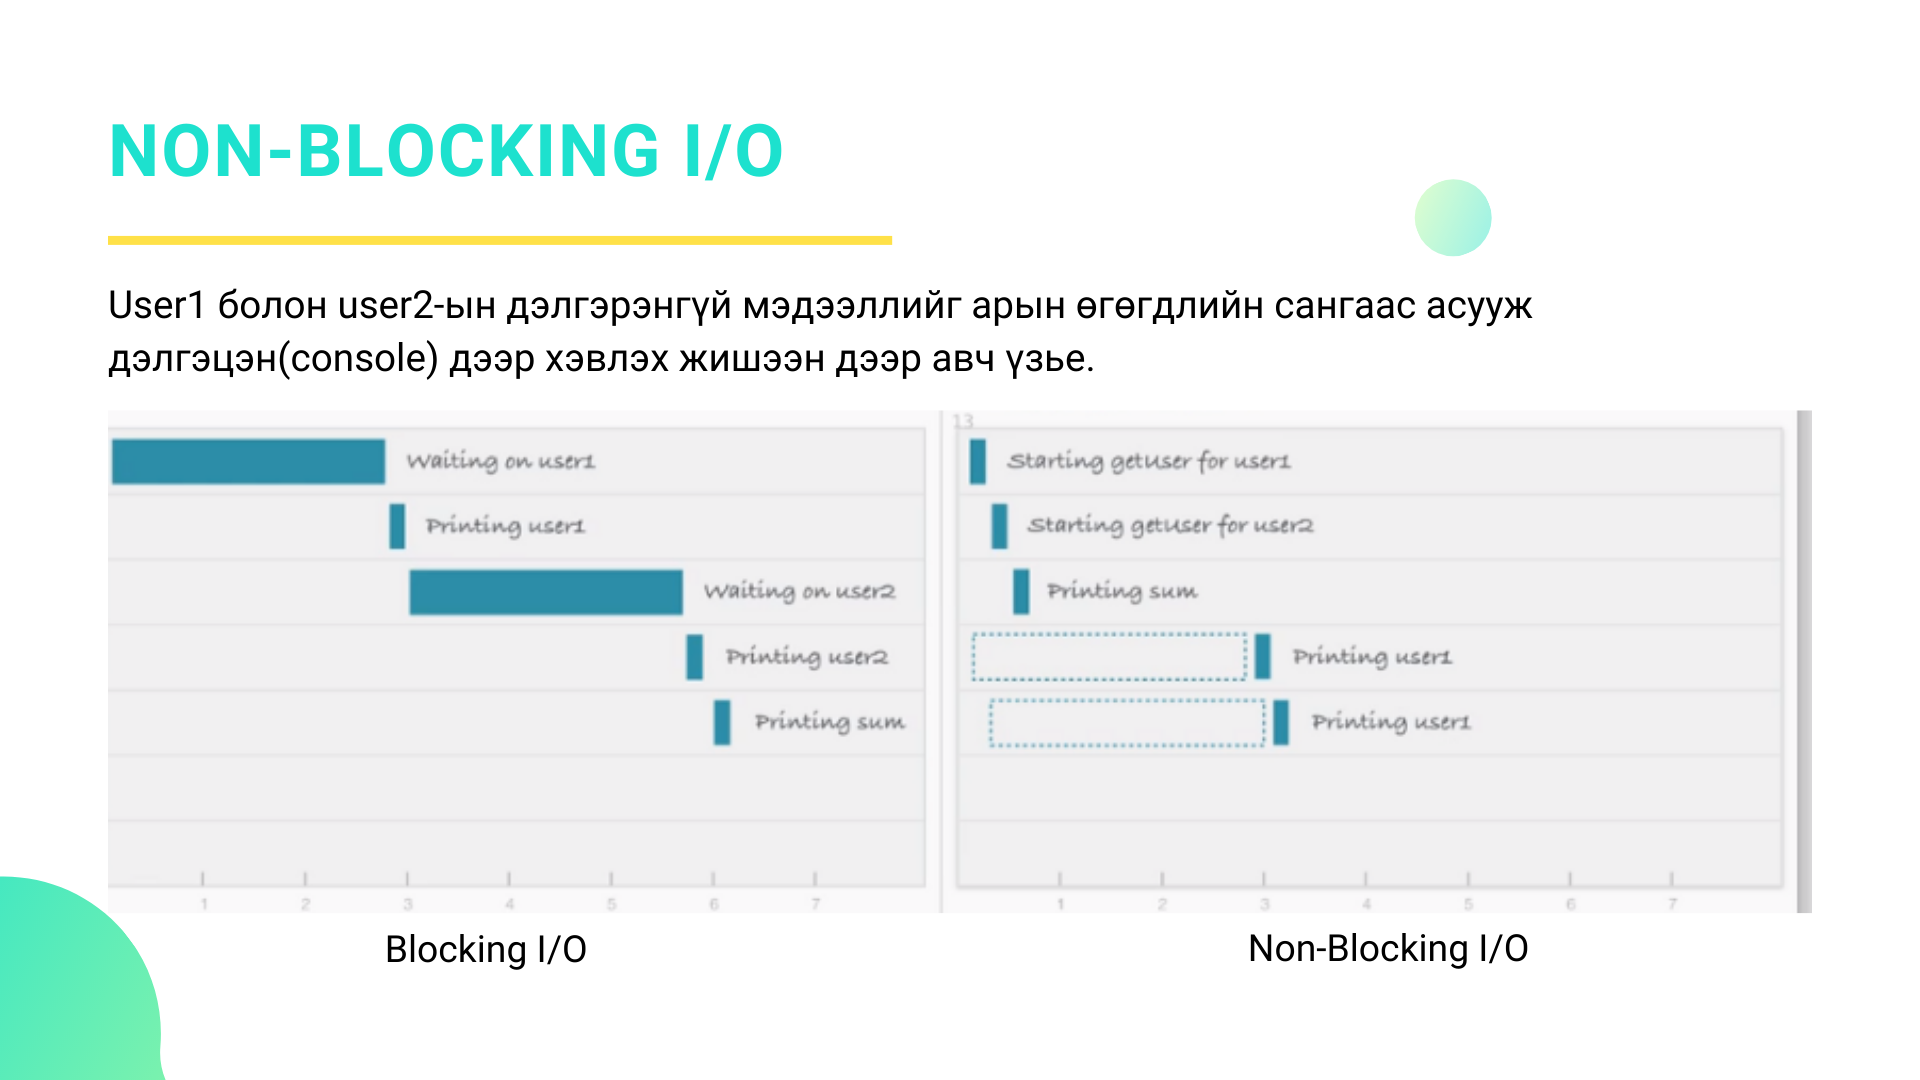 NON-BLOCKING I/O
User1 болон user2-ын дэлгэрэнгүй мэдээллийг арын өгөгдлийн сангаас асууж
дэлгэцэн(console) дээр хэвлэх жишээн дээр авч үзье.
Waiting on user1
Printing user1
Waiting on user2
Printing user2
Printing sum
1 2 3 4 5 6 7
13
Starting getUser for user1
Starting getUser for user2
Printing sum
Printing user1
Printing user1
1 2 3 4 5 6 7
Blocking I/O
Non-Blocking I/O